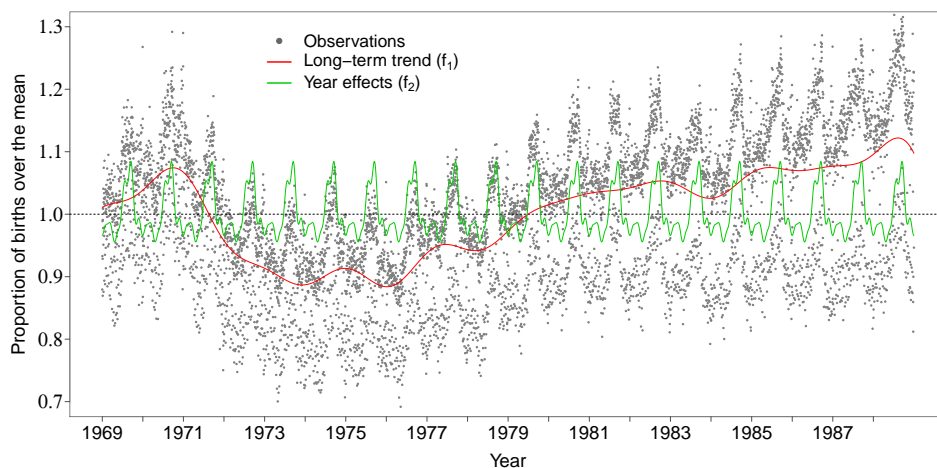 Observations
Long−term trend (f₁)
Year effects (f₂)
Proportion of births over the mean
1.3
1.2
1.1
1.0
0.9
0.8
0.7
1969 1971 1973 1975 1977 1979 1981 1983 1985 1987
Year